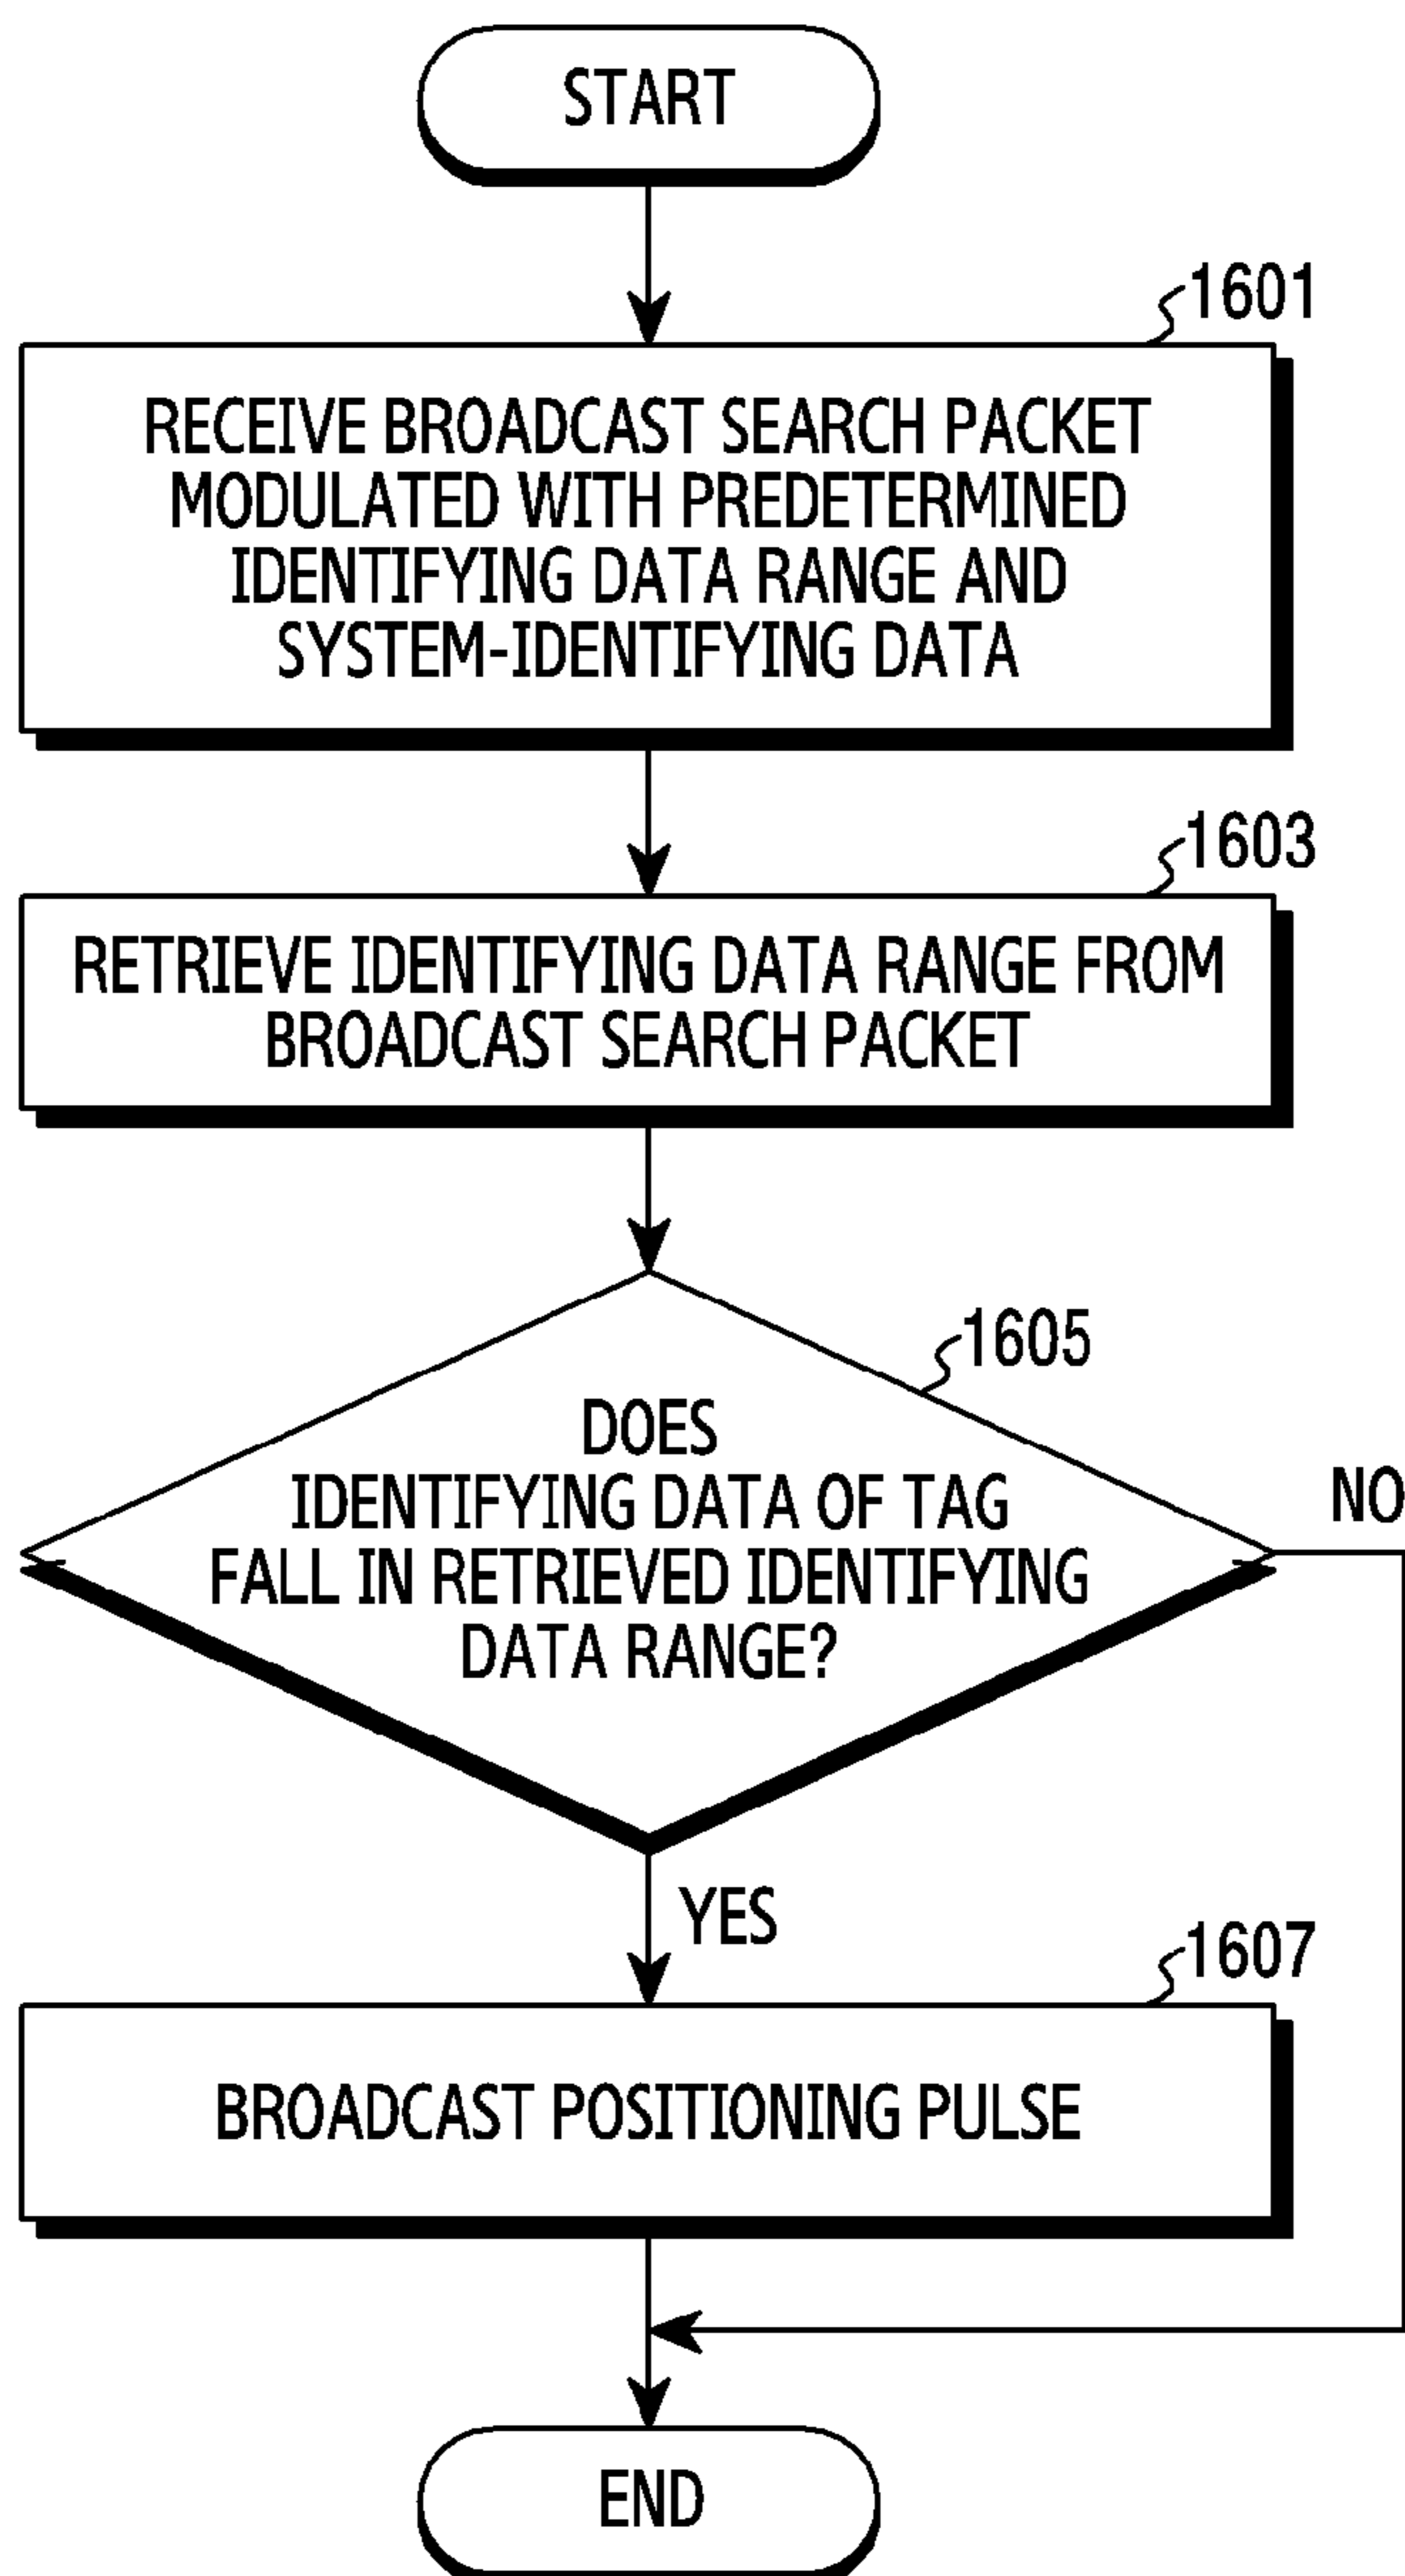 START
1601
RECEIVE BROADCAST SEARCH PACKET
MODULATED WITH PREDETERMINED
IDENTIFYING DATA RANGE AND
SYSTEM-IDENTIFYING DATA
1603
RETRIEVE IDENTIFYING DATA RANGE FROM
BROADCAST SEARCH PACKET
1605
DOES
IDENTIFYING DATA OF TAG
FALL IN RETRIEVED IDENTIFYING
DATA RANGE?
NO
YES
1607
BROADCAST POSITIONING PULSE
END